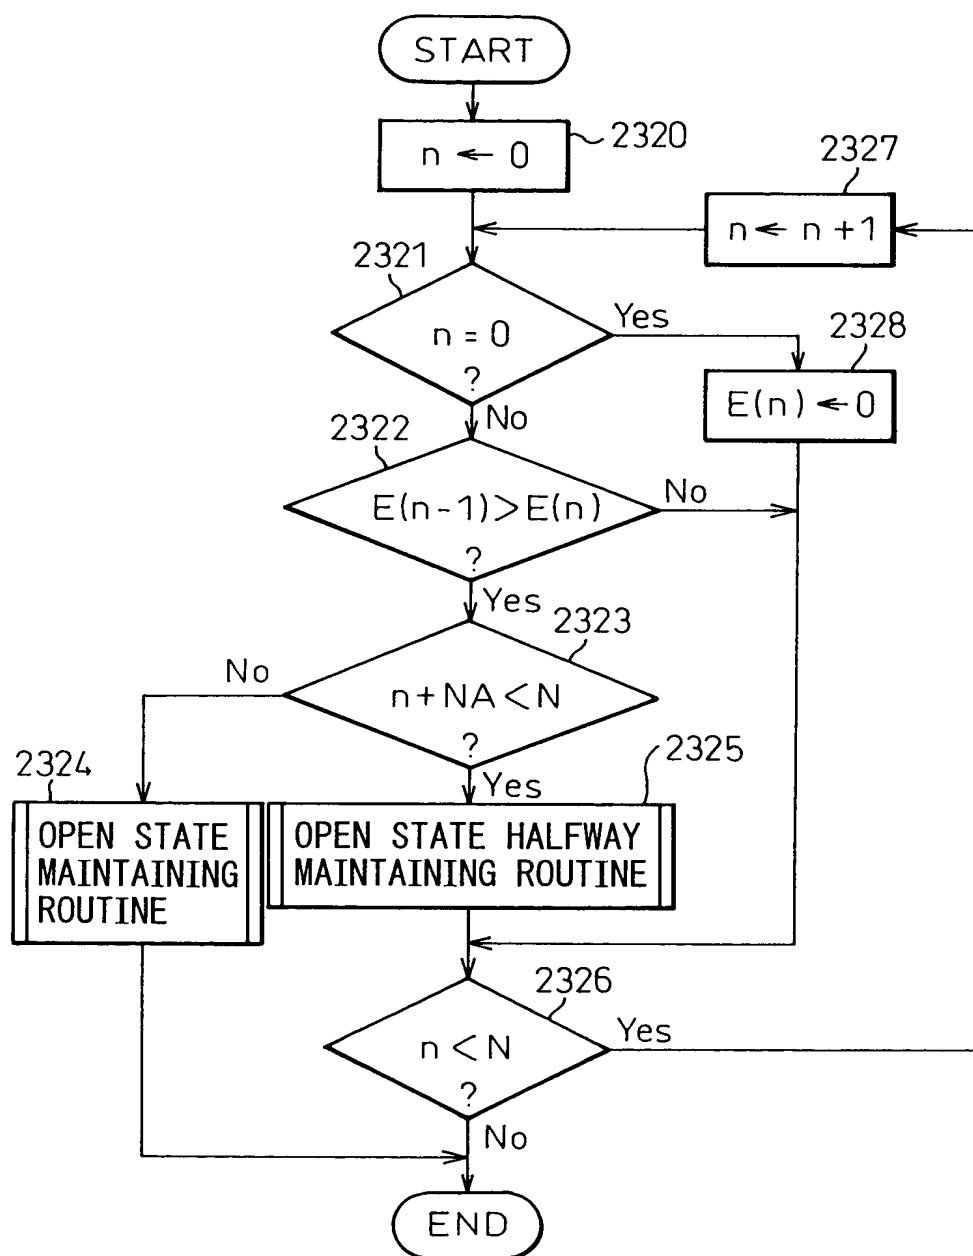 START
2320
n ← 0
2327
n ← n + 1
2321
n = 0
?
Yes
2328
E(n) ← 0
No
2322
E(n-1) > E(n)
?
No
Yes
2323
n + NA < N
?
No
Yes
2324
OPEN STATE
MAINTAINING
ROUTINE
2325
OPEN STATE HALFWAY
MAINTAINING ROUTINE
2326
n < N
?
Yes
No
END